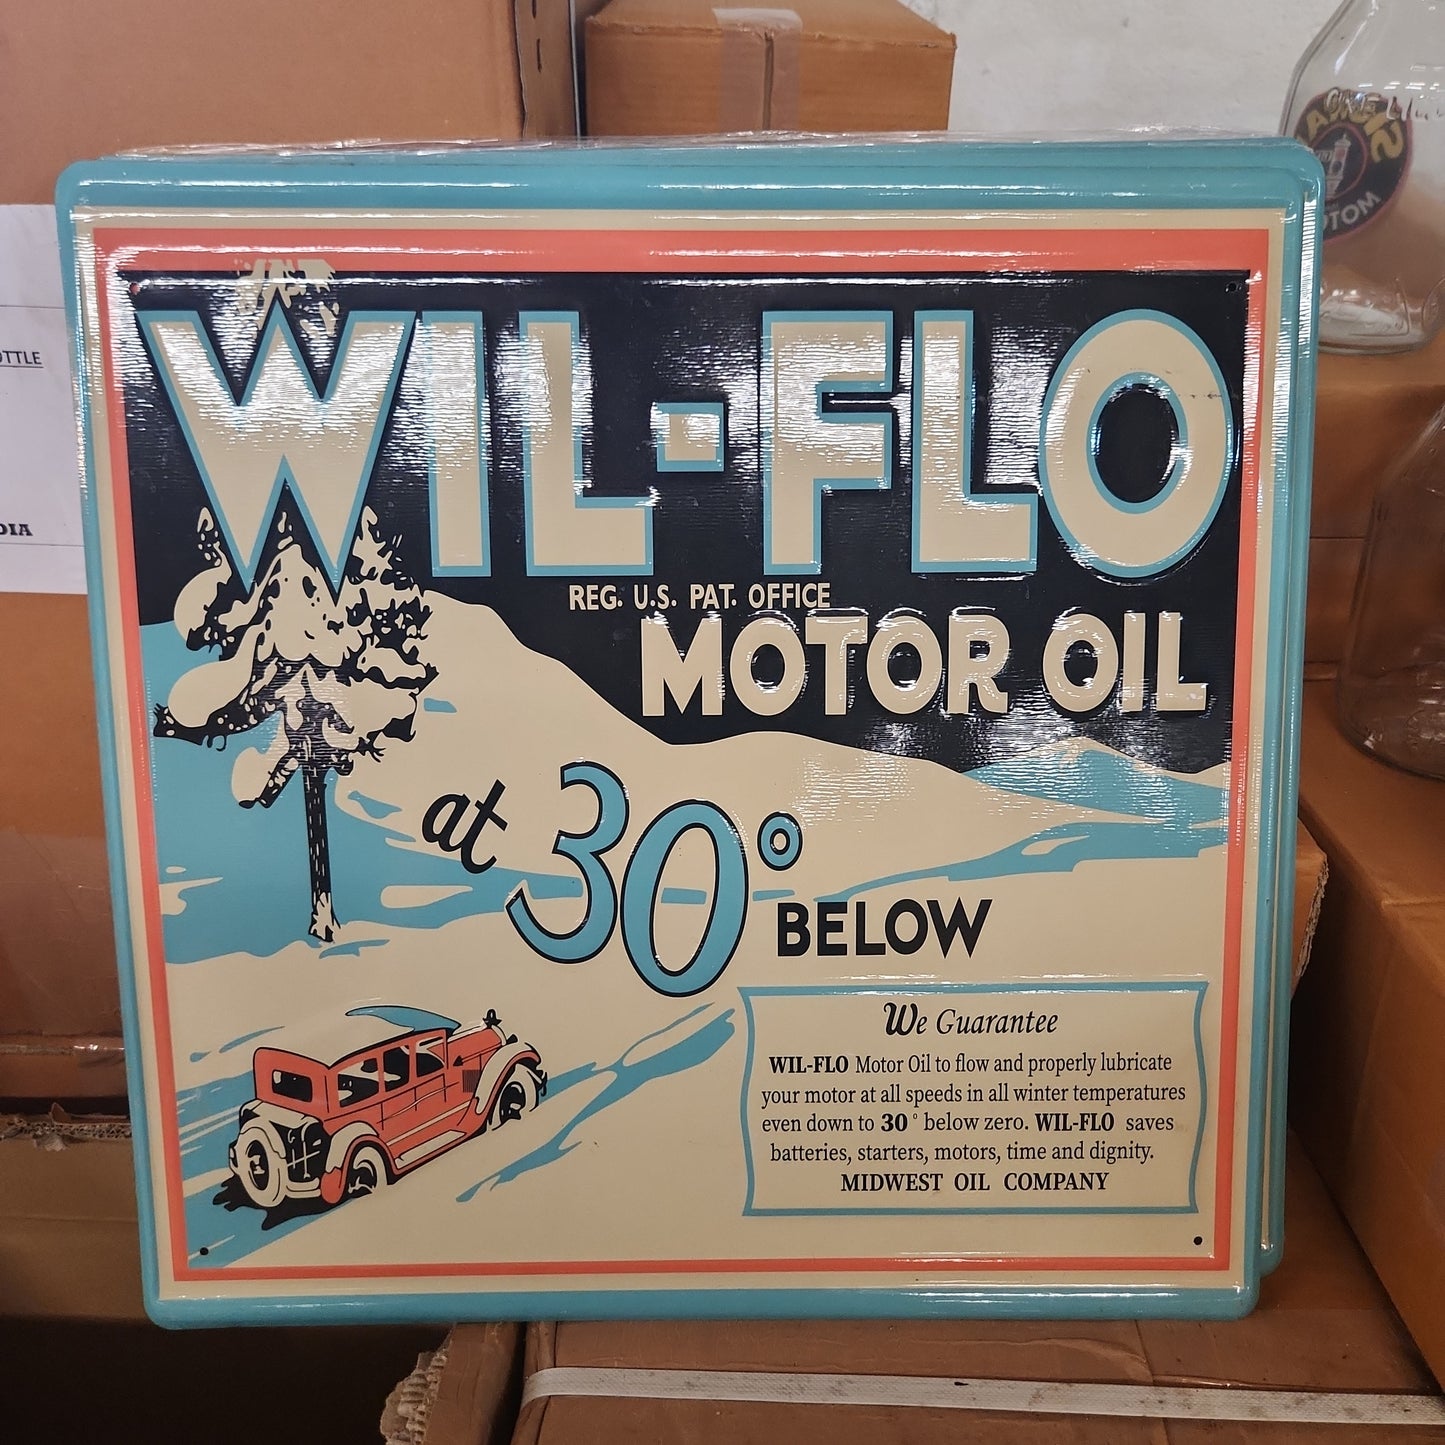 WIL-FLO
REG. U.S. PAT. OFFICE
MOTOR OIL
at 30°
BELOW
We Guarantee
WIL-FLO Motor Oil to flow and properly lubricate
your motor at all speeds in all winter temperatures
even down to 30° below zero. WIL-FLO saves
batteries, starters, motors, time and dignity.
MIDWEST OIL COMPANY